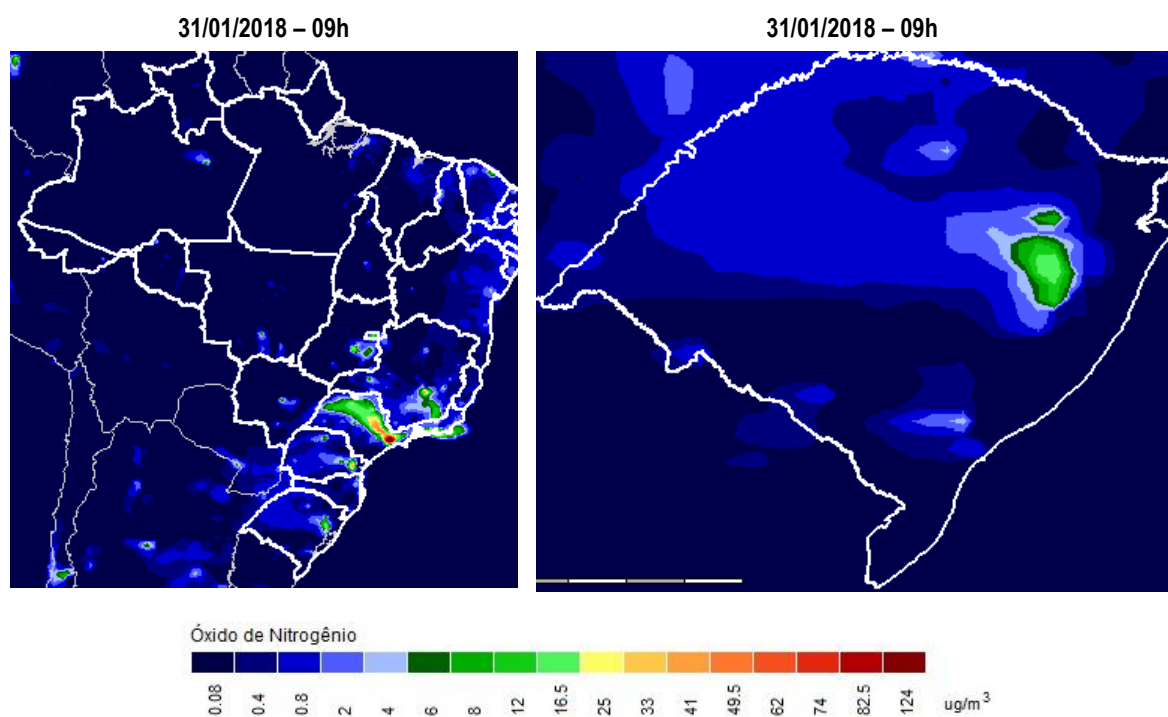 31/01/2018 – 09h
31/01/2018 – 09h
Óxido de Nitrogênio
0.08 0.4 0.8 2 4 6 8 12 16.5 25 33 41 49.5 62 74 82.5 124 ug/m³